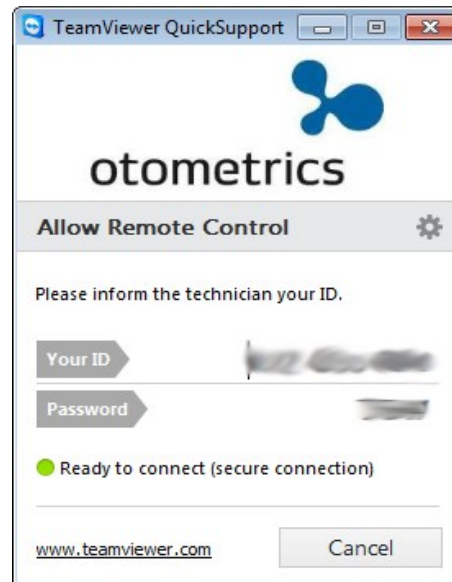 TeamViewer QuickSupport
otometrics
Allow Remote Control
Please inform the technician your ID.
Your ID
Password
Ready to connect (secure connection)
www.teamviewer.com
Cancel